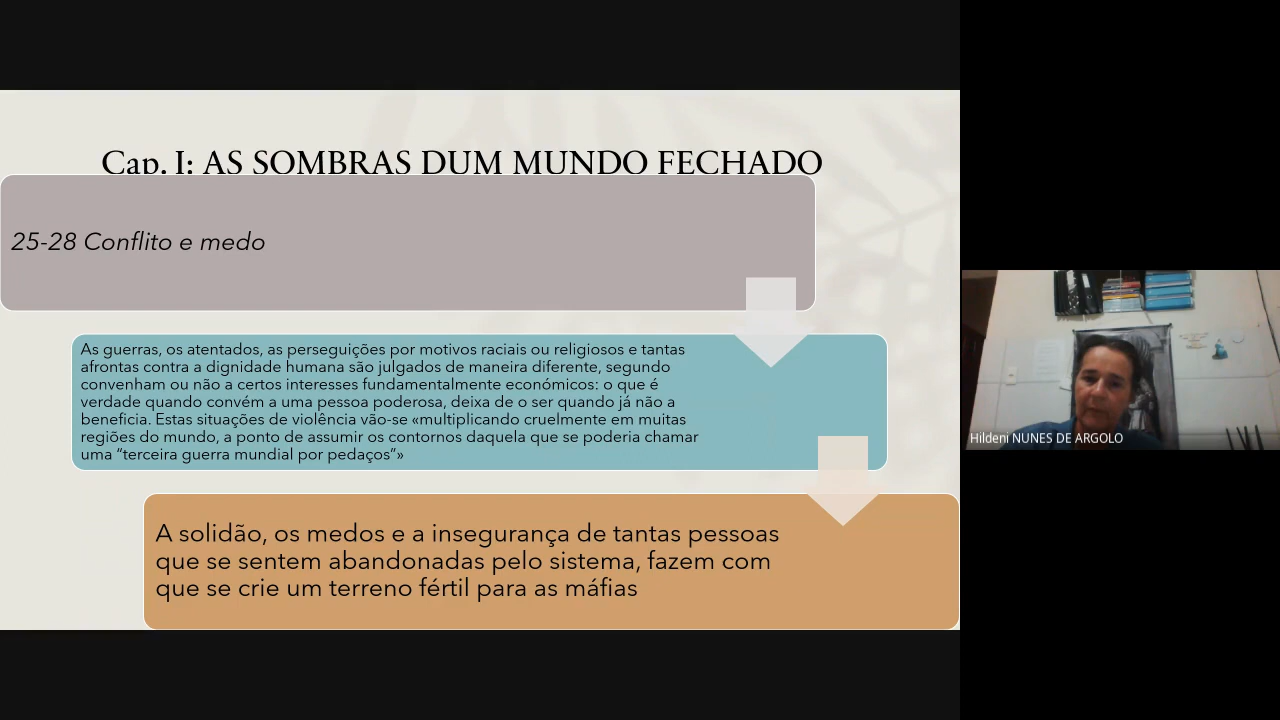 Cap. I: AS SOMBRAS DUM MUNDO FECHADO
25-28 Conflito e medo
As guerras, os atentados, as perseguições por motivos raciais ou religiosos e tantas
afrontas contra a dignidade humana são julgados de maneira diferente, segundo
convenham ou não a certos interesses fundamentalmente económicos: o que é
verdade quando convém a uma pessoa poderosa, deixa de o ser quando já não a
beneficia. Estas situações de violência vão-se «multiplicando cruelmente em muitas
regiões do mundo, a ponto de assumir os contornos daquela que se poderia chamar
uma “terceira guerra mundial por pedaços”»
A solidão, os medos e a insegurança de tantas pessoas
que se sentem abandonadas pelo sistema, fazem com
que se crie um terreno fértil para as máfias
Hildeni NUNES DE ARGOLO